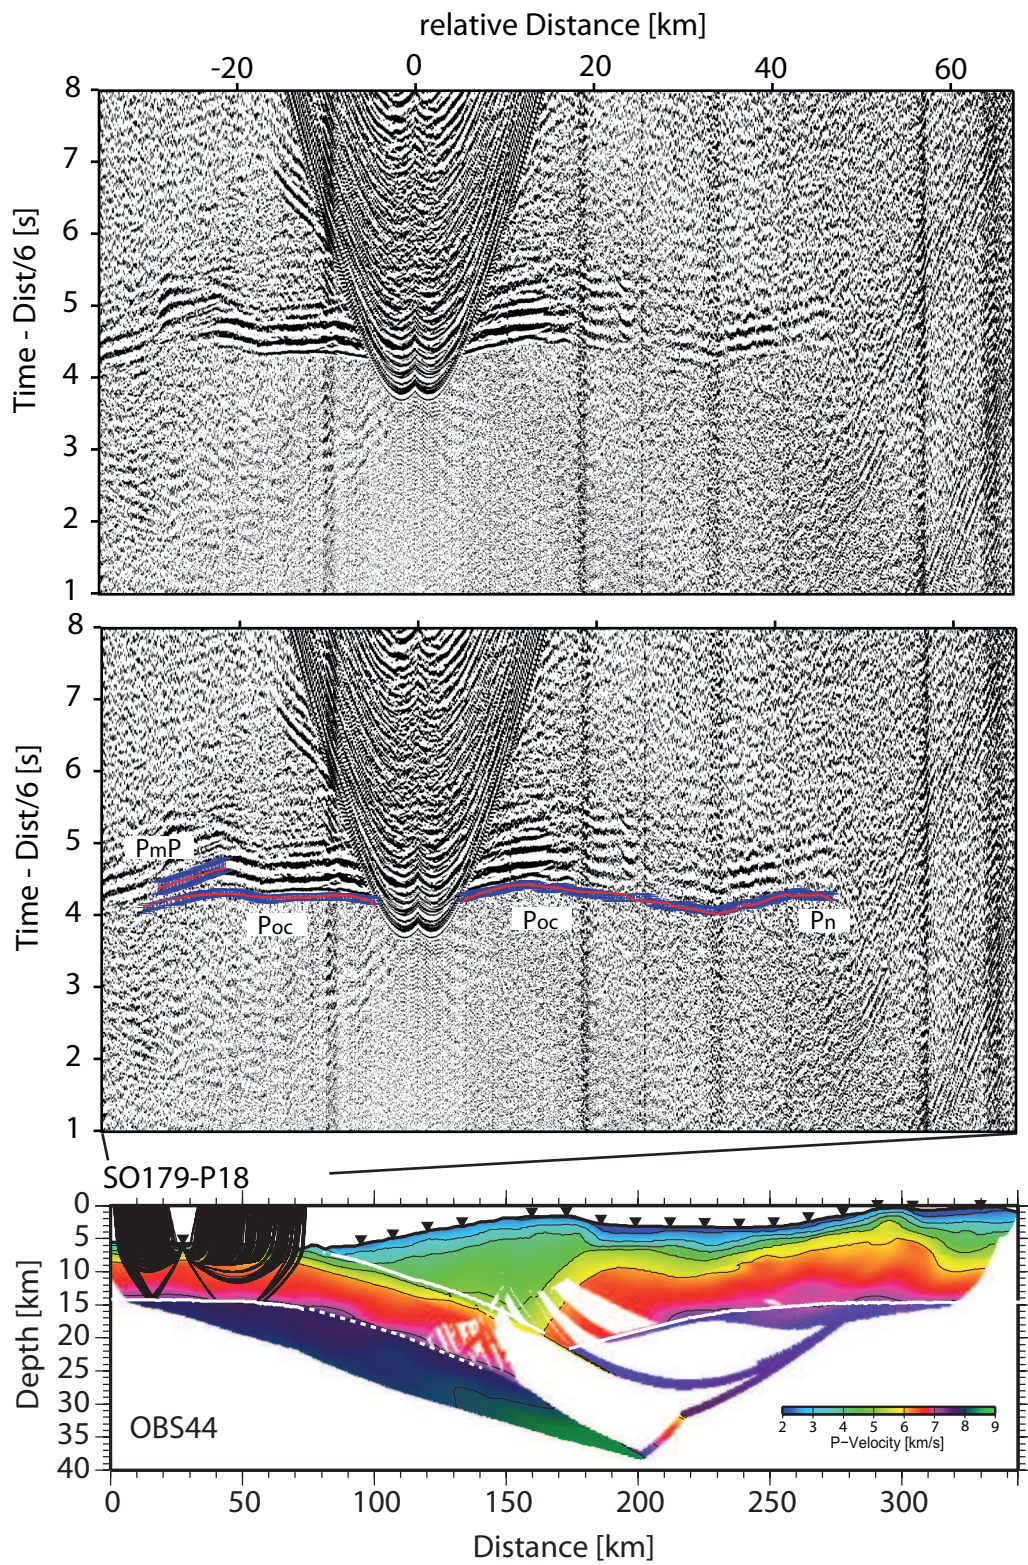 relative Distance [km]
-20 0 20 40 60
8
7
6
5
4
3
2
1
Time - Dist/6 [s]
8
7
6
5
4
3
2
1
Time - Dist/6 [s]
PmP
Poc
Poc
Pn
SO179-P18
0
5
10
15
20
25
30
35
40
Depth [km]
OBS44
2 3 4 5 6 7 8 9
P-Velocity [km/s]
0 50 100 150 200 250 300
Distance [km]